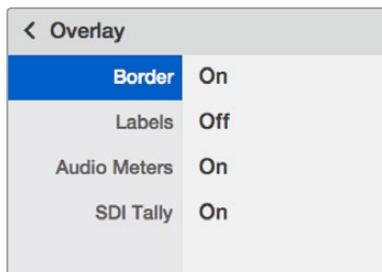 Overlay
Border On
Labels Off
Audio Meters On
SDI Tally On